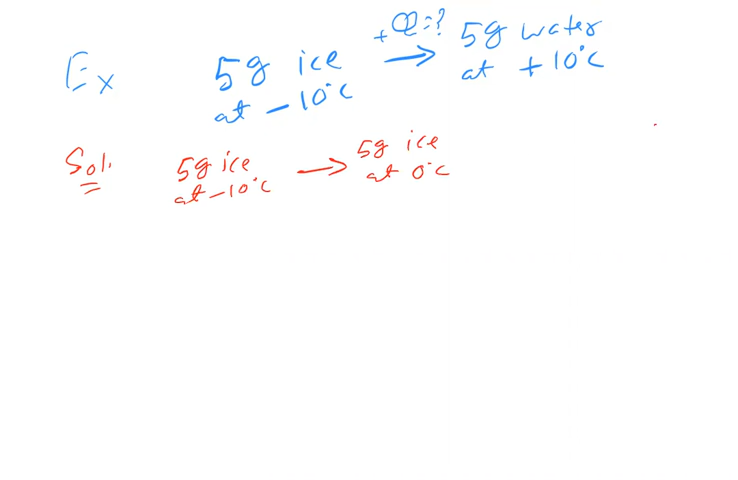 Ex 5g ice +Q=? → 5g water
at -10°C at +10°C
Sol. 5g ice → 5g ice
at -10°C at 0°C